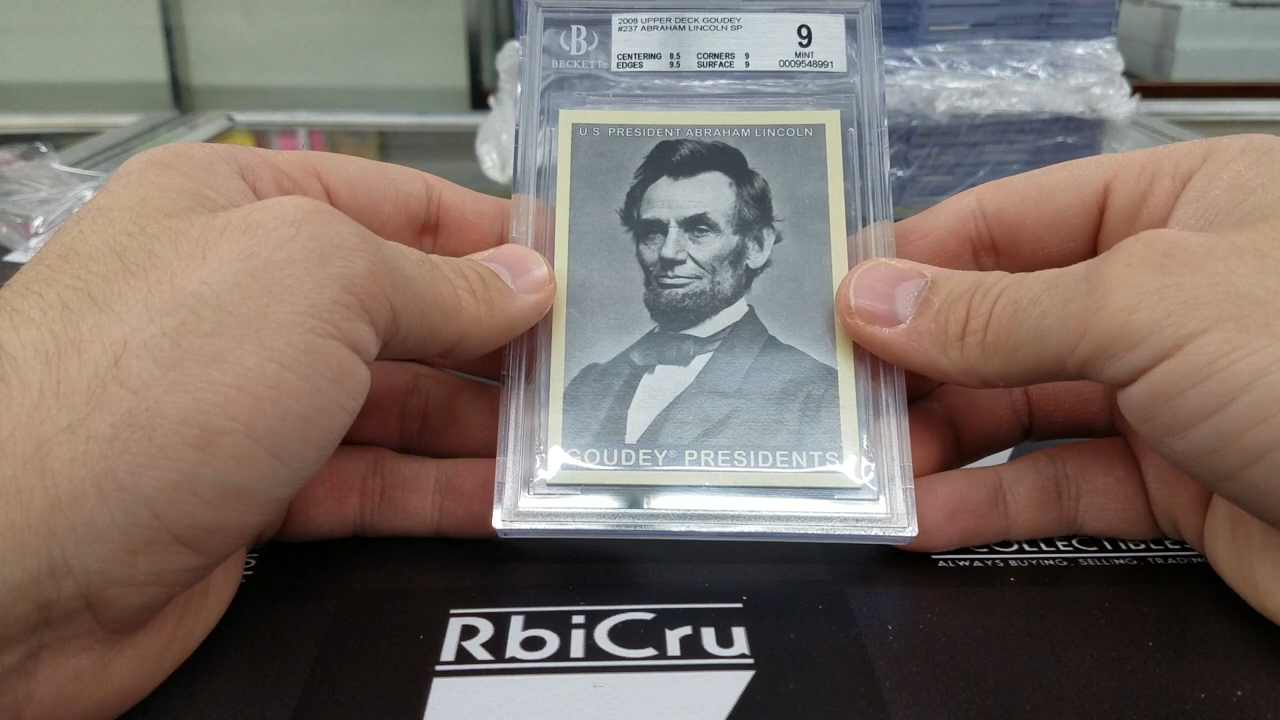 2008 UPPER DECK GOUDEY
#237 ABRAHAM LINCOLN SP
CENTERING 8.5 CORNERS 9
EDGES 9.5 SURFACE 9
9
MINT
0009548991
B
BECKETT®
U.S. PRESIDENT ABRAHAM LINCOLN
GOUDEY® PRESIDENTS
COLLECTIBLES
ALWAYS BUYING, SELLING, TRADING
RbiCru